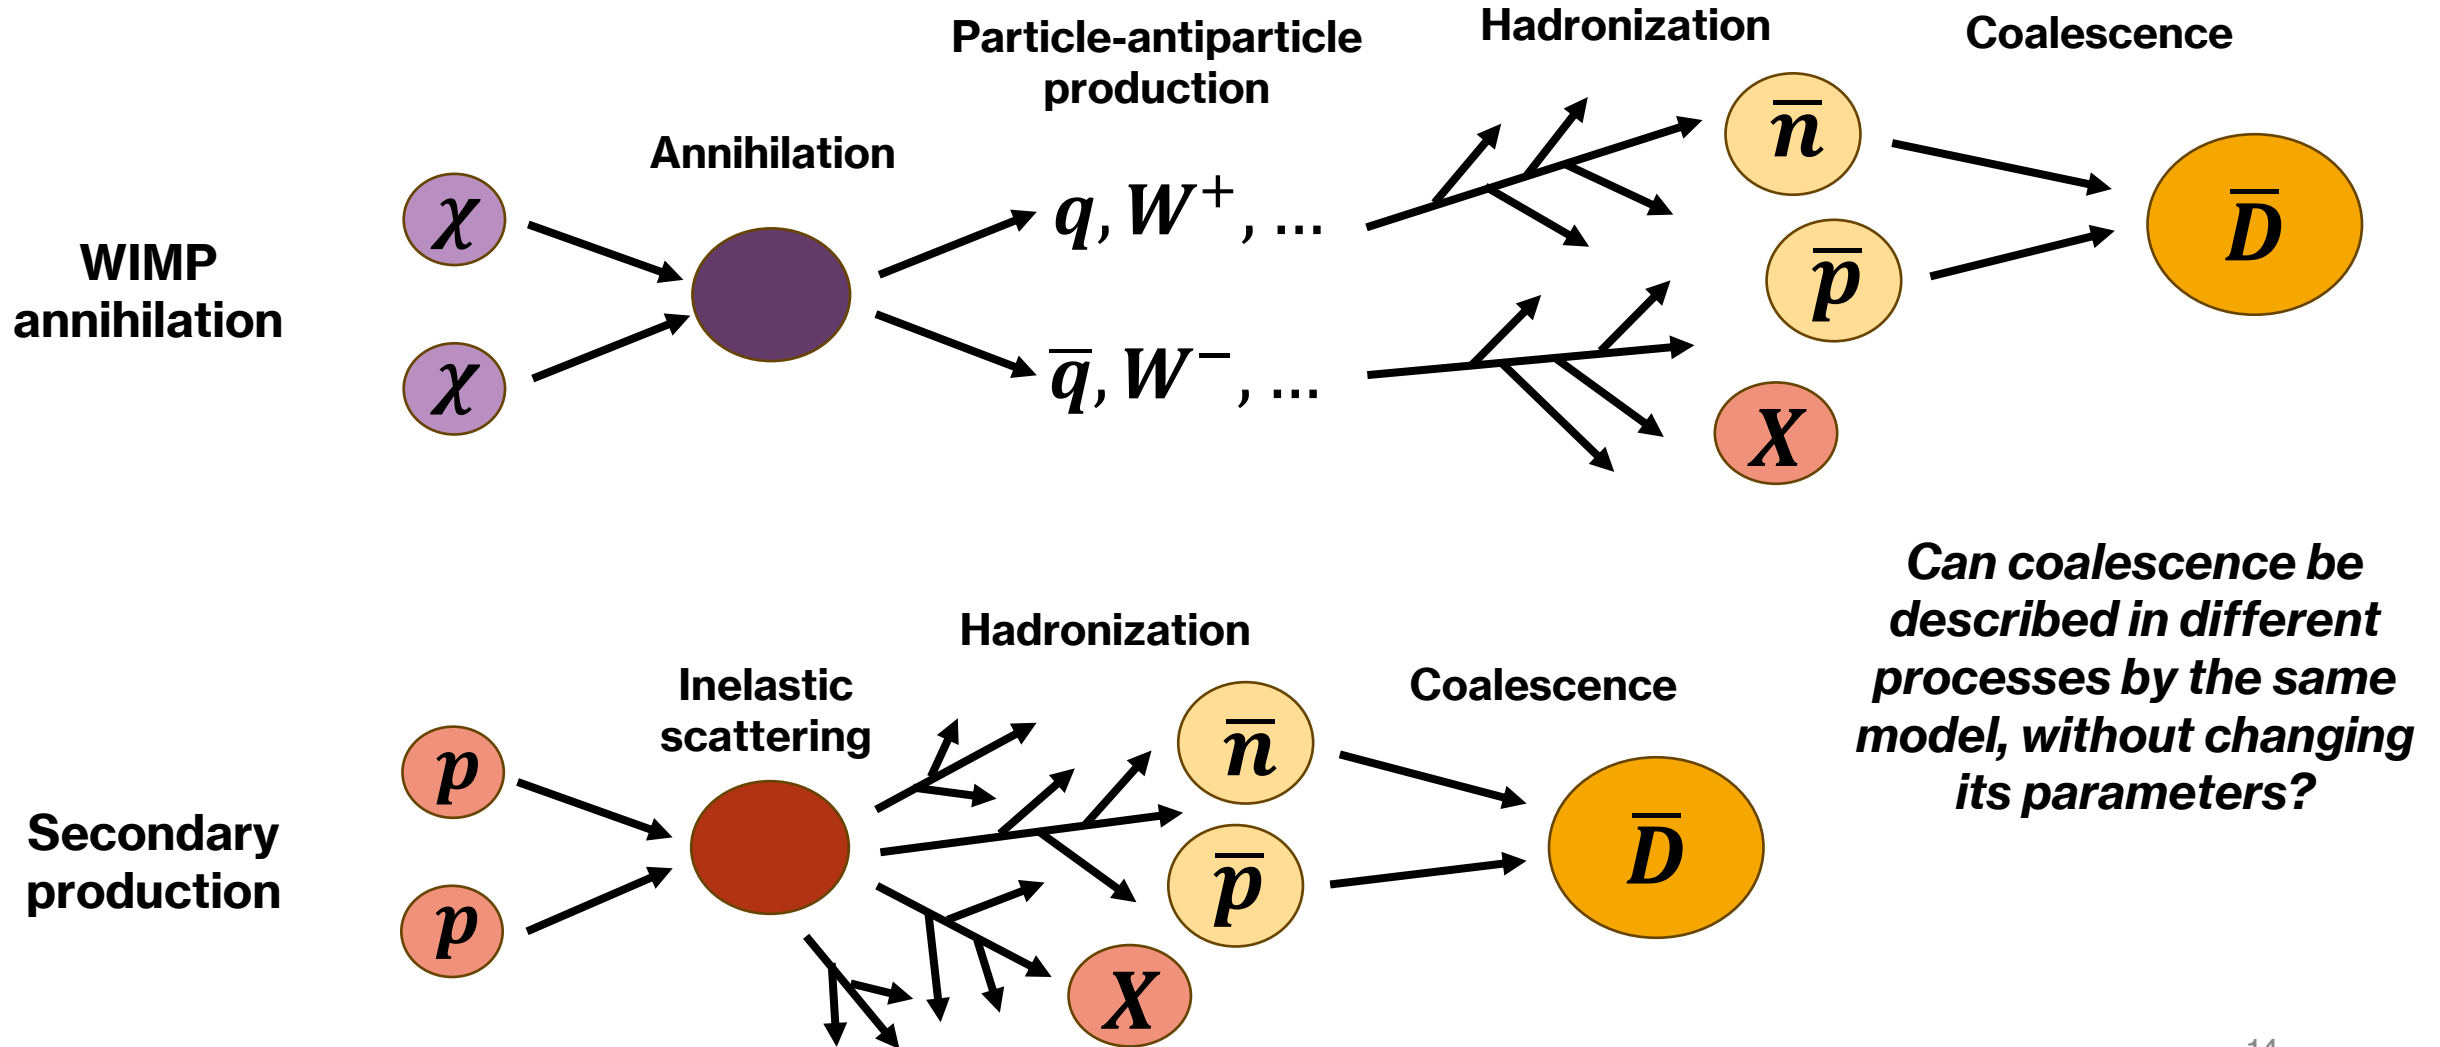 Particle-antiparticle
production
Hadronization
Coalescence
Annihilation
WIMP
annihilation
χ
χ
q, W⁺, ...
q̅, W⁻, ...
n̅
p̅
X
D̅
Can coalescence be
described in different
processes by the same
model, without changing
its parameters?
Hadronization
Inelastic
scattering
Coalescence
Secondary
production
p
p
n̅
p̅
X
D̅
14